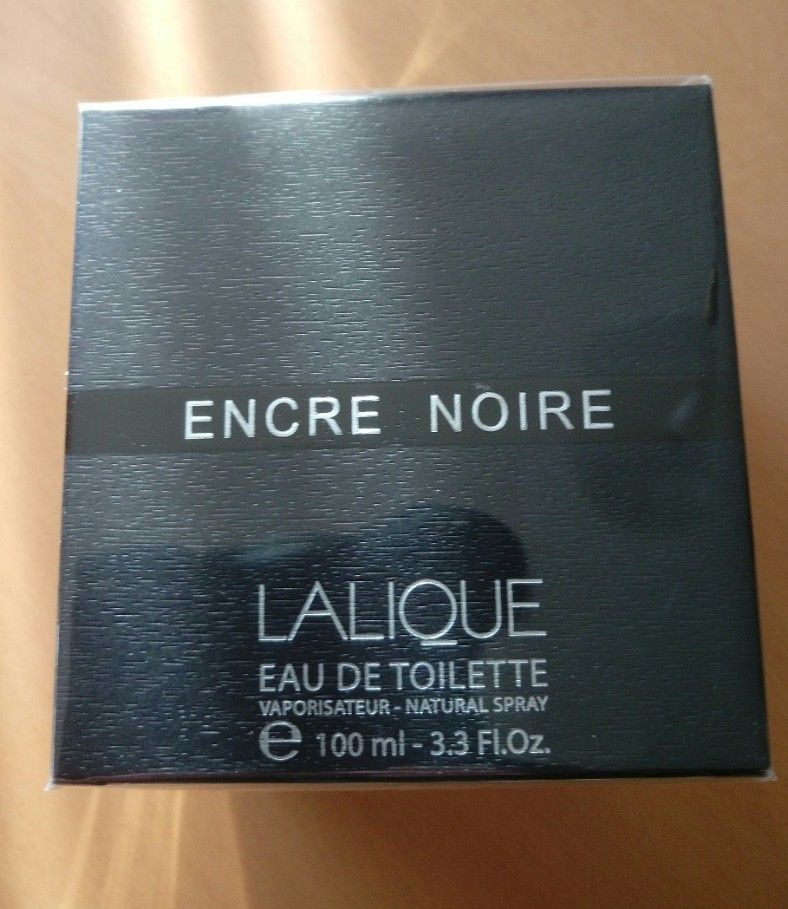 ENCRE NOIRE
LALIQUE
EAU DE TOILETTE
VAPORISATEUR - NATURAL SPRAY
e 100 ml - 3.3 Fl.Oz.